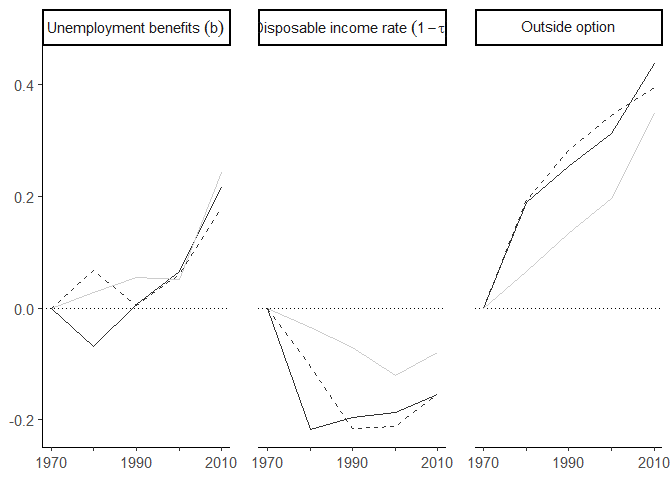 Unemployment benefits (b)
Disposable income rate (1−τ
Outside option
0.4
0.2
0.0
-0.2
1970 1990 2010
1970 1990 2010
1970 1990 2010